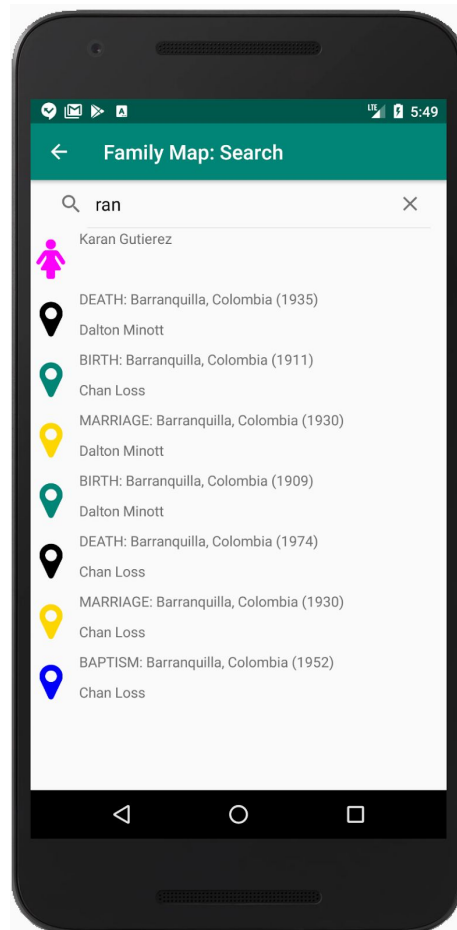 LTE 5:49
Family Map: Search
ran
Karan Gutierez
DEATH: Barranquilla, Colombia (1935)
Dalton Minott
BIRTH: Barranquilla, Colombia (1911)
Chan Loss
MARRIAGE: Barranquilla, Colombia (1930)
Dalton Minott
BIRTH: Barranquilla, Colombia (1909)
Dalton Minott
DEATH: Barranquilla, Colombia (1974)
Chan Loss
MARRIAGE: Barranquilla, Colombia (1930)
Chan Loss
BAPTISM: Barranquilla, Colombia (1952)
Chan Loss